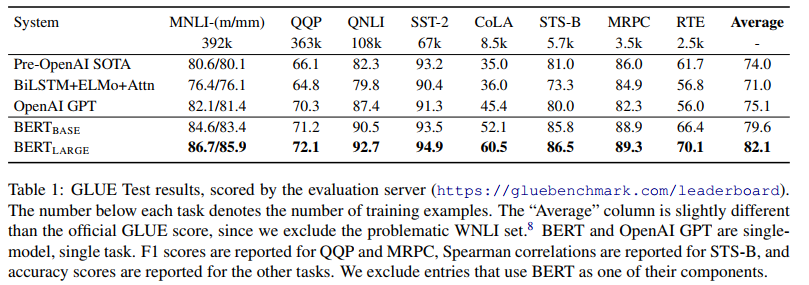 System MNLI-(m/mm) QQP QNLI SST-2 CoLA STS-B MRPC RTE Average
392k 363k 108k 67k 8.5k 5.7k 3.5k 2.5k -
Pre-OpenAI SOTA 80.6/80.1 66.1 82.3 93.2 35.0 81.0 86.0 61.7 74.0
BiLSTM+ELMo+Attn 76.4/76.1 64.8 79.8 90.4 36.0 73.3 84.9 56.8 71.0
OpenAI GPT 82.1/81.4 70.3 87.4 91.3 45.4 80.0 82.3 56.0 75.1
BERTBASE 84.6/83.4 71.2 90.5 93.5 52.1 85.8 88.9 66.4 79.6
BERTLARGE 86.7/85.9 72.1 92.7 94.9 60.5 86.5 89.3 70.1 82.1
Table 1: GLUE Test results, scored by the evaluation server (https://gluebenchmark.com/leaderboard).
The number below each task denotes the number of training examples. The “Average” column is slightly different
than the official GLUE score, since we exclude the problematic WNLI set.8 BERT and OpenAI GPT are single-
model, single task. F1 scores are reported for QQP and MRPC, Spearman correlations are reported for STS-B, and
accuracy scores are reported for the other tasks. We exclude entries that use BERT as one of their components.